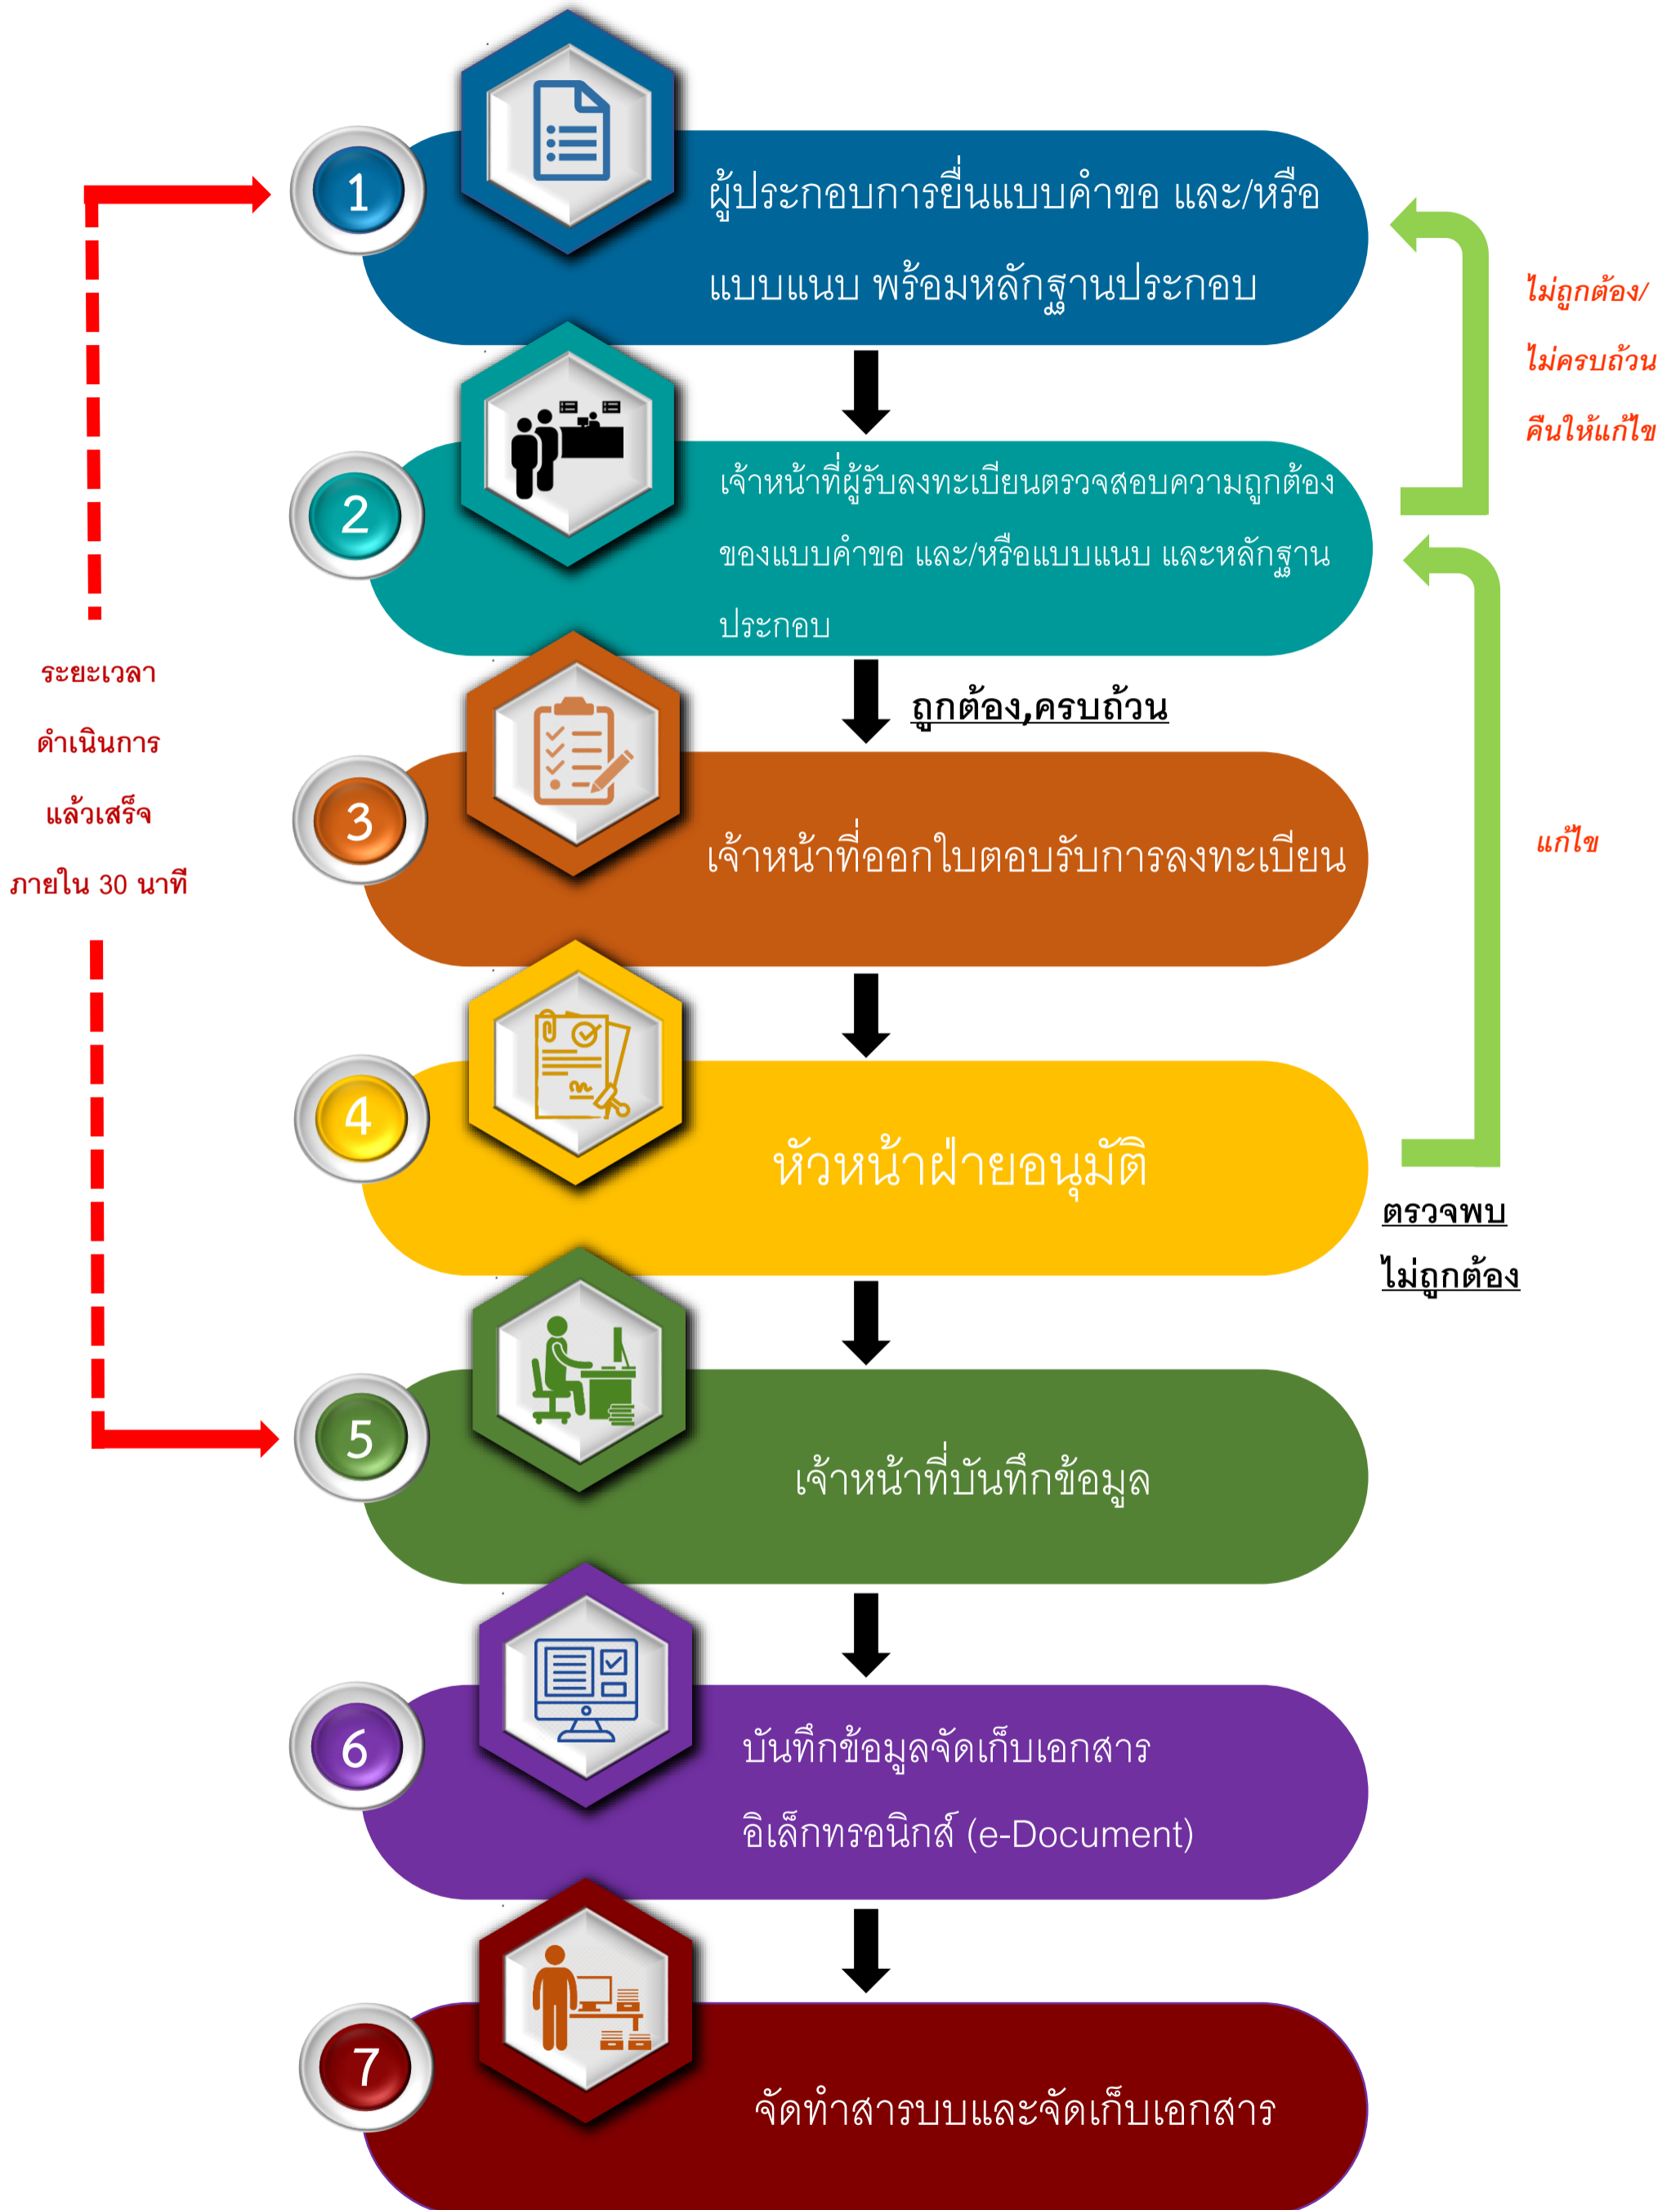 1
ผู้ประกอบการยื่นแบบคำขอ และ/หรือ
แบบแนบ พร้อมหลักฐานประกอบ
ไม่ถูกต้อง/
ไม่ครบถ้วน
คืนให้แก้ไข
2
เจ้าหน้าที่ผู้รับลงทะเบียนตรวจสอบความถูกต้อง
ของแบบคำขอ และ/หรือแบบแนบ และหลักฐาน
ประกอบ
ระยะเวลา
ดำเนินการ
แล้วเสร็จ
ภายใน 30 นาที
ถูกต้อง,ครบถ้วน
3
เจ้าหน้าที่ออกใบตอบรับการลงทะเบียน
แก้ไข
4
หัวหน้าฝ่ายอนุมัติ
ตรวจพบ
ไม่ถูกต้อง
5
เจ้าหน้าที่บันทึกข้อมูล
6
บันทึกข้อมูลจัดเก็บเอกสาร
อิเล็กทรอนิกส์ (e-Document)
7
จัดทำสารบบและจัดเก็บเอกสาร